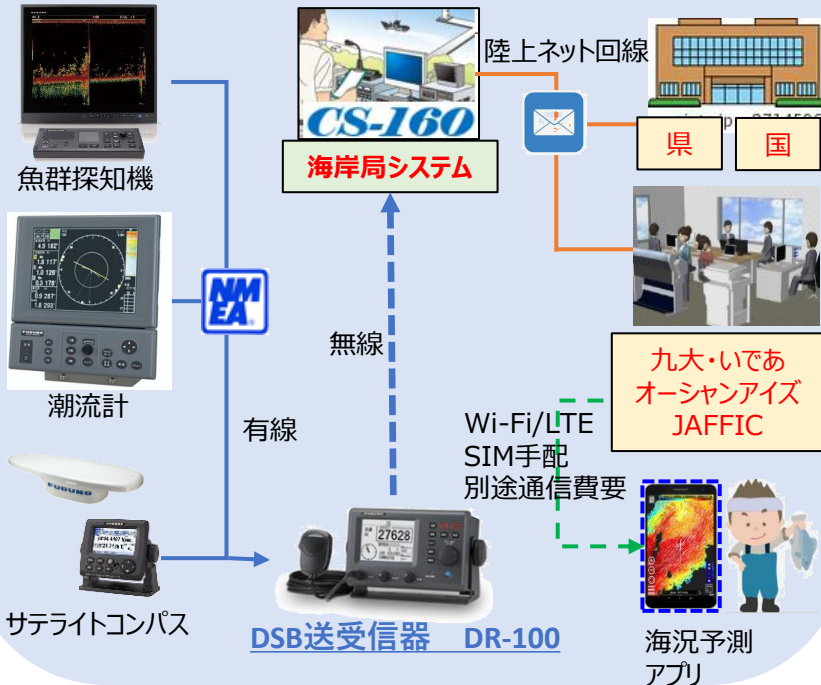 魚群探知機
潮流計
FURUNO
サテライトコンパス
NM
EA
有線
CS-160
海岸局システム
無線
27628
DSB送受信器 DR-100
陸上ネット回線
県
国
九大・いであ
オーシャンアイズ
JAFFIC
Wi-Fi/LTE
SIM手配
別途通信費要
海況予測
アプリ